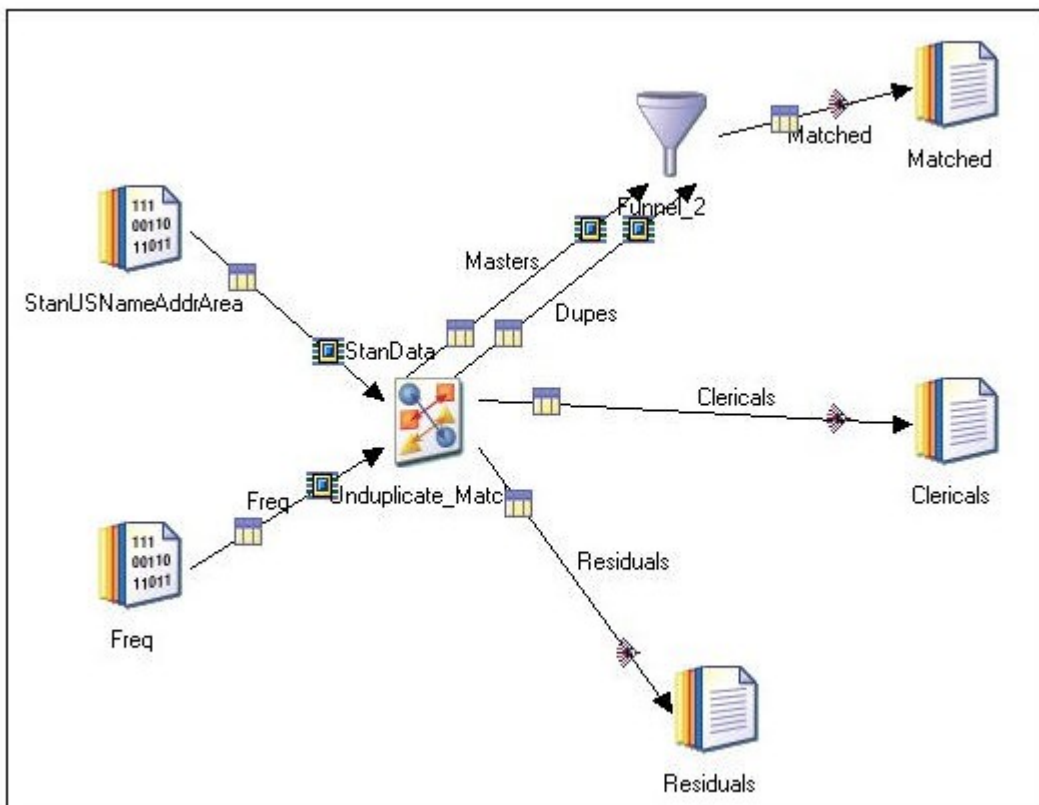 Matched
Matched
Funnel_2
111
00110
11011
StanUSNameAddrArea
Masters
Dupes
StanData
Clericals
Clericals
Freq
Unduplicate_Matc
111
00110
11011
Freq
Residuals
Residuals